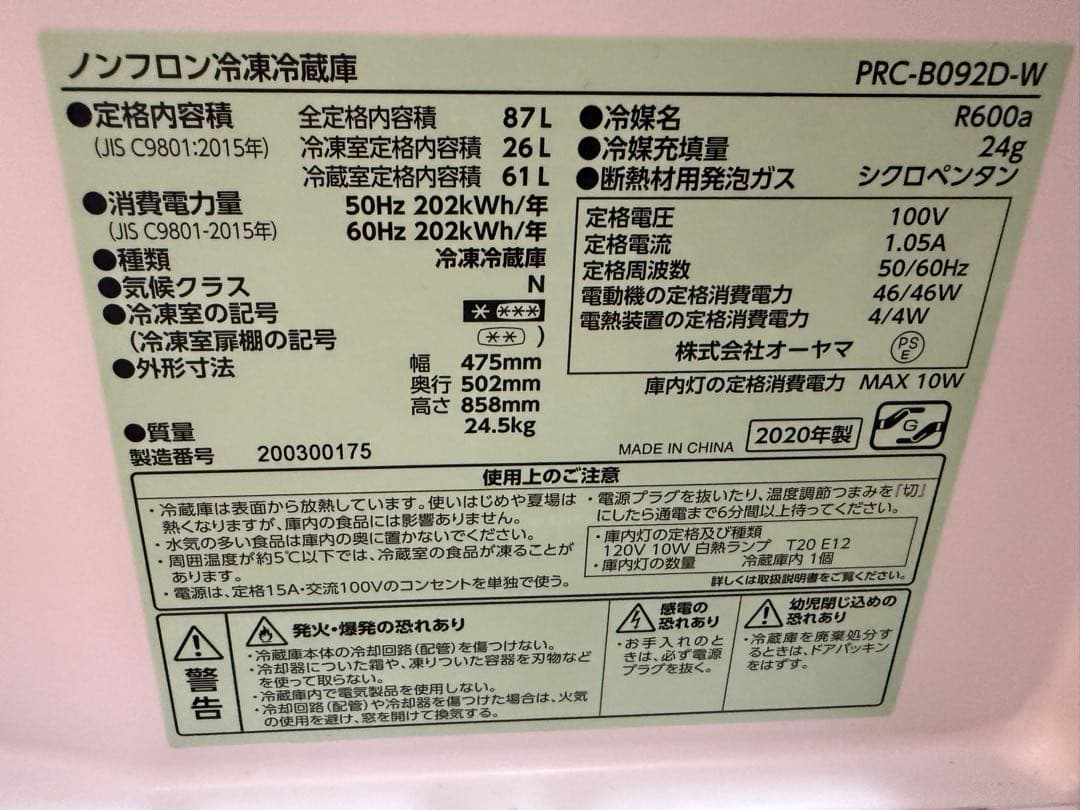 ノンフロン冷凍冷蔵庫
PRC-B092D-W
●定格内容積 全定格内容積 87L
(JIS C9801:2015年) 冷凍室定格内容積 26L
冷蔵室定格内容積 61L
●消費電力量 50Hz 202kWh/年
(JIS C9801-2015年) 60Hz 202kWh/年
●種類 冷凍冷蔵庫
●気候クラス N
●冷凍室の記号
(冷凍室扉棚の記号 )
●外形寸法 幅 475mm
奥行 502mm
高さ 858mm
●質量 24.5kg
製造番号 200300175
●冷媒名 R600a
●冷媒充填量 24g
●断熱材用発泡ガス シクロペンタン
定格電圧 100V
定格電流 1.05A
定格周波数 50/60Hz
電動機の定格消費電力 46/46W
電熱装置の定格消費電力 4/4W
株式会社オーヤマ PSE
庫内灯の定格消費電力 MAX 10W
MADE IN CHINA 2020年製 G
使用上のご注意
・冷蔵庫は表面から放熱しています。使いはじめや夏場は
熱くなりますが、庫内の食品には影響ありません。
・水気の多い食品は庫内の奥に置かないでください。
・周囲温度が約5℃以下では、冷蔵室の食品が凍ることが
あります。
・電源は、定格15A・交流100Vのコンセントを単独で使う。
・電源プラグを抜いたり、温度調節つまみを『切』
にしたら通電まで6分間以上待ってください。
・庫内灯の定格及び種類
120V 10W 白熱ランプ T20 E12
・庫内灯の数量 冷蔵庫内 1個
詳しくは取扱説明書をご覧ください。
警告
発火・爆発の恐れあり
・冷蔵庫本体の冷却回路(配管)を傷つけない。
・冷却器についた霜や、凍りついた容器を刃物など
を使って取らない。
・冷蔵庫内で電気製品を使用しない。
・冷却回路(配管)や冷却器を傷つけた場合は、火気
の使用を避け、窓を開けて換気する。
感電の
恐れあり
・お手入れのと
きは、必ず電源
プラグを抜く。
幼児閉じ込めの
恐れあり
・冷蔵庫を廃棄処分す
るときは、ドアパッキン
をはずす。